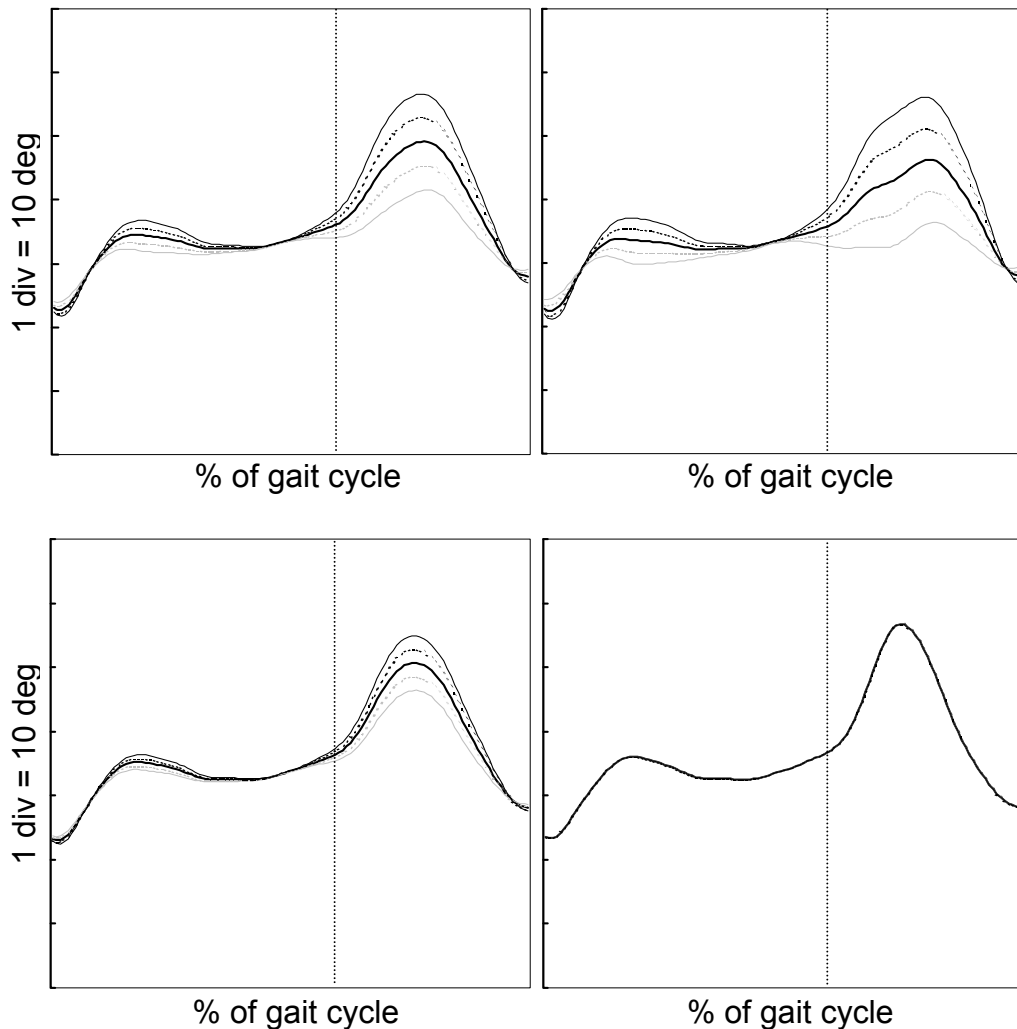 1 div = 10 deg
% of gait cycle
% of gait cycle
1 div = 10 deg
% of gait cycle
% of gait cycle